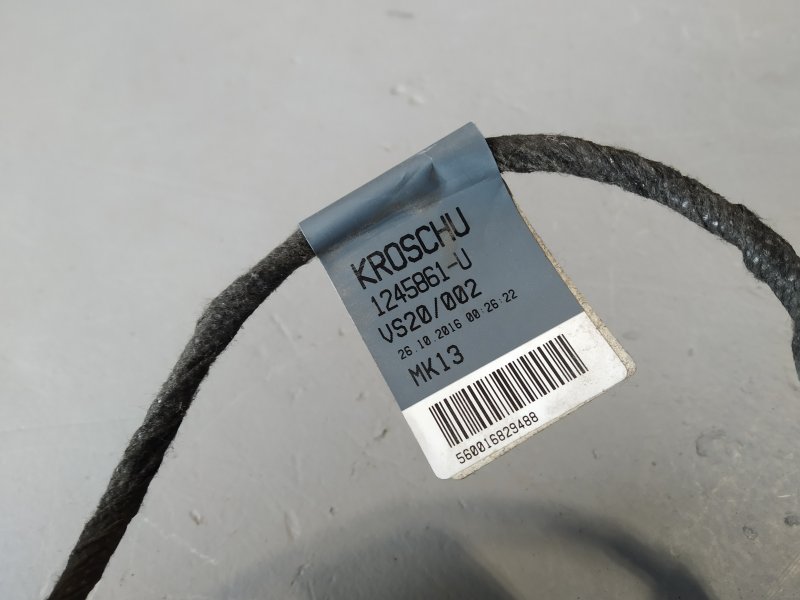 KROSCHU
1245861-U
VS20/002
26.10.2016 00:26:22
MK13
560016829488